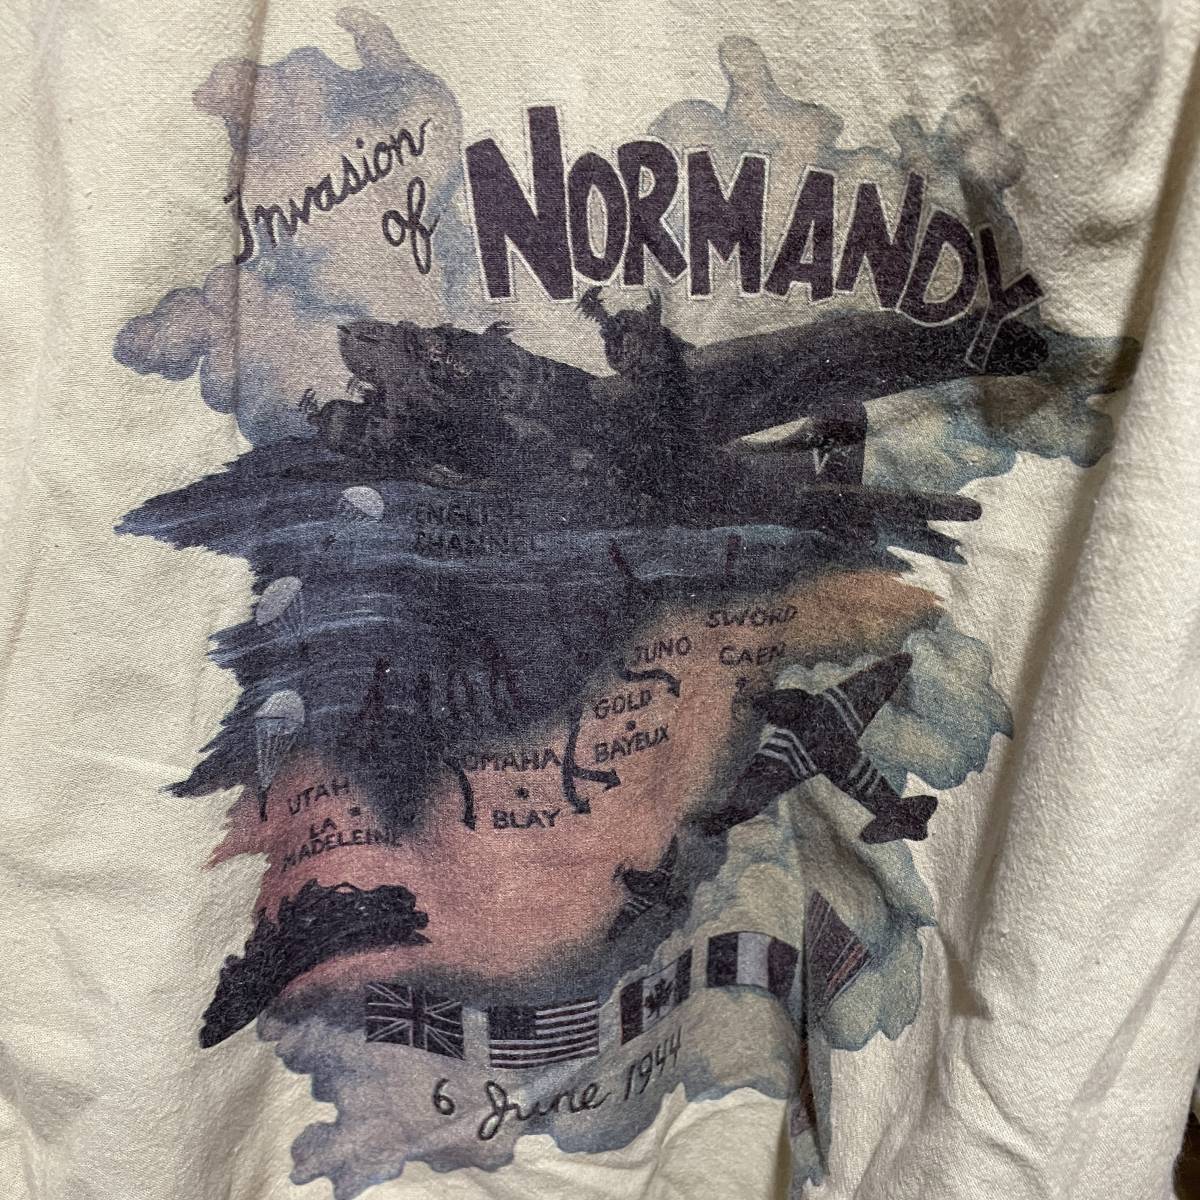 Invasion
of NORMANDY
ENGLISH
CHANNEL
SWORD
JUNO CAEN
GOLD
BAYEUX
OMAHA
BLAY
UTAH
LA
MADELEINE
6 June 1944